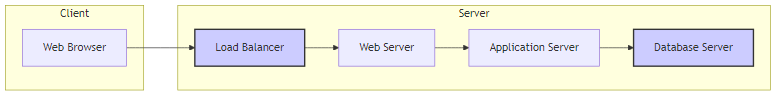 Client
Web Browser
Server
Load Balancer
Web Server
Application Server
Database Server